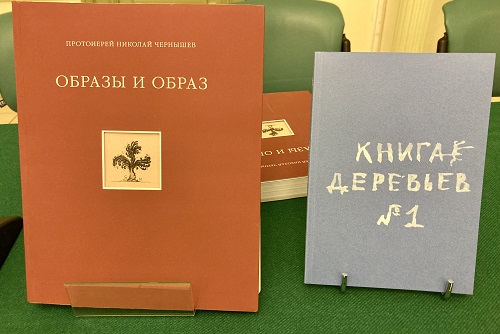 ПРОТОИЕРЕЙ НИКОЛАЙ ЧЕРНЫШЕВ
ОБРАЗЫ И ОБРАЗ
КНИГА
ДЕРЕВЬЕВ
№1